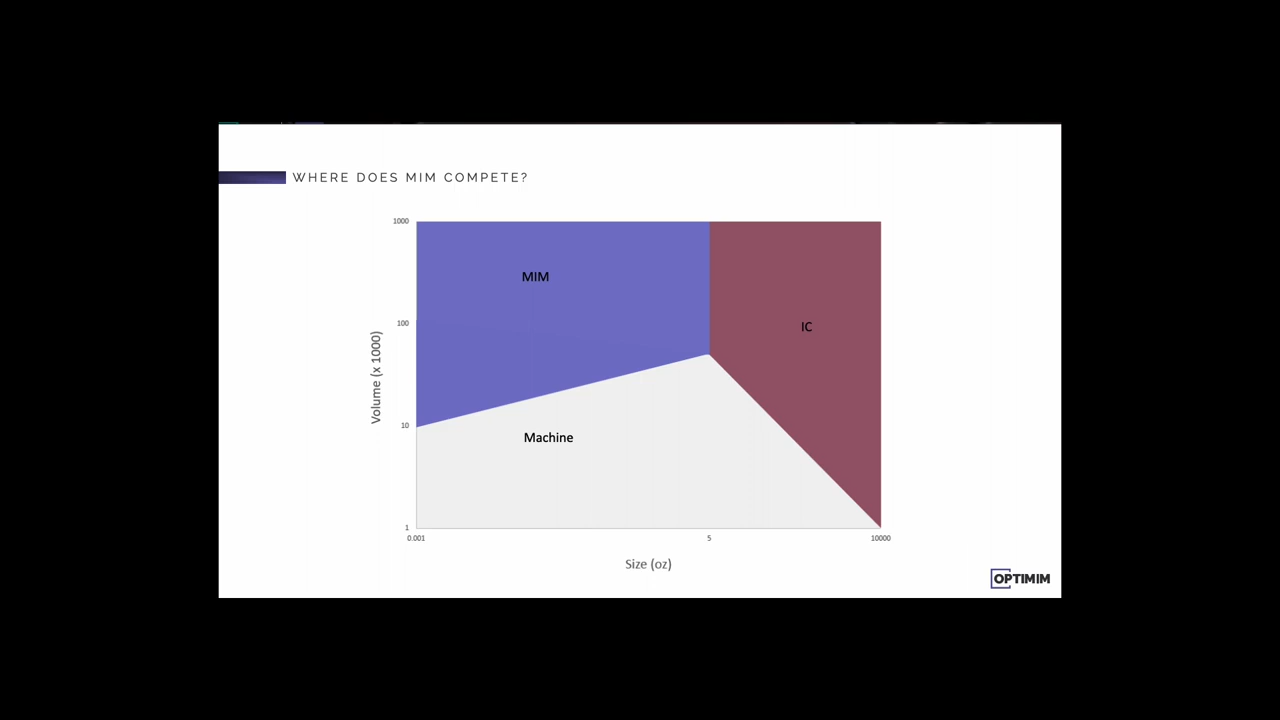 WHERE DOES MIM COMPETE?
1000
MIM
IC
100
Volume (x 1000)
10
Machine
1
0.001
5
10000
Size (oz)
OPTIMIM